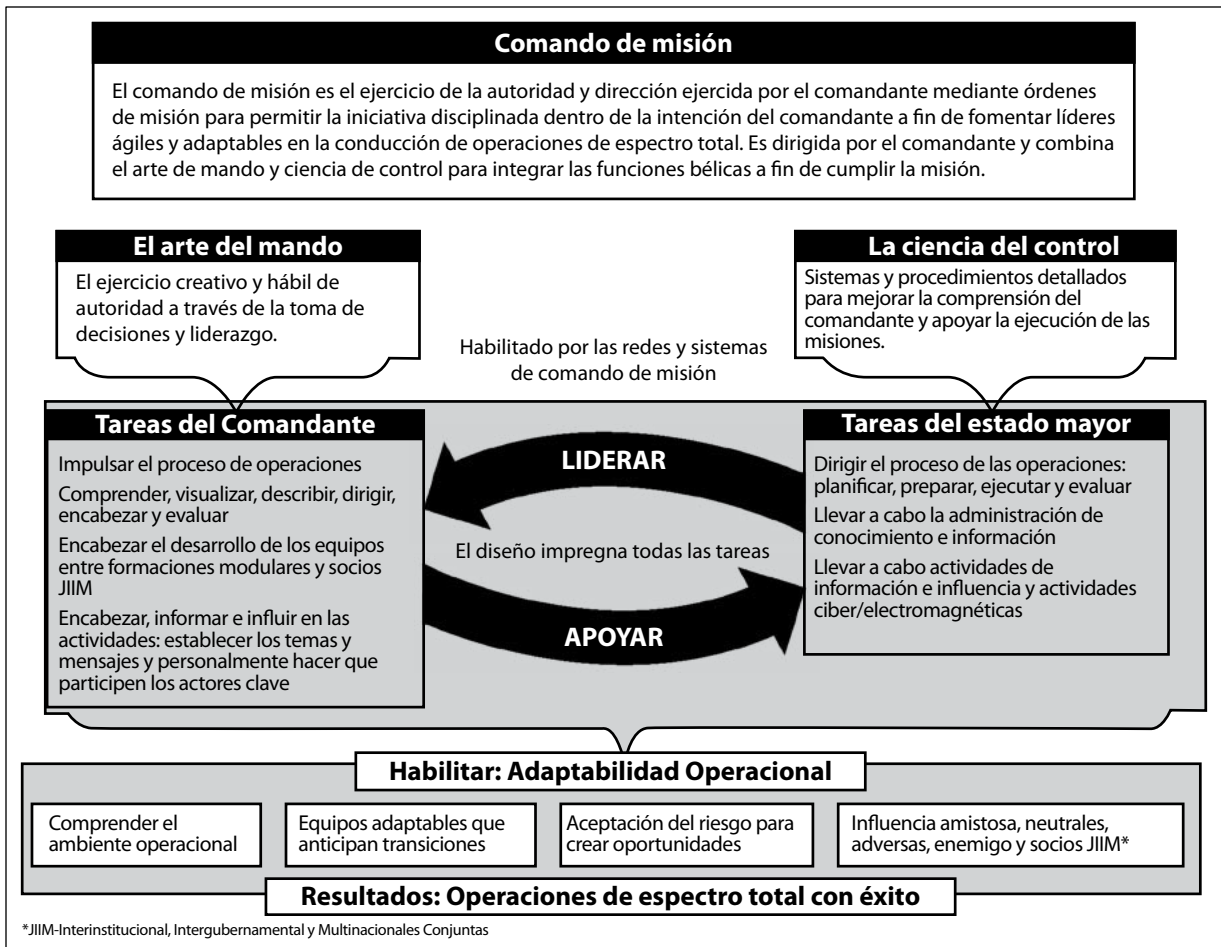 Comando de misión
El comando de misión es el ejercicio de la autoridad y dirección ejercida por el comandante mediante órdenes
de misión para permitir la iniciativa disciplinada dentro de la intención del comandante a fin de fomentar líderes
ágiles y adaptables en la conducción de operaciones de espectro total. Es dirigida por el comandante y combina
el arte de mando y ciencia de control para integrar las funciones bélicas a fin de cumplir la misión.
El arte del mando
El ejercicio creativo y hábil de
autoridad a través de la toma de
decisiones y liderazgo.
La ciencia del control
Sistemas y procedimientos detallados
para mejorar la comprensión del
comandante y apoyar la ejecución de las
misiones.
Habilitado por las redes y sistemas
de comando de misión
Tareas del Comandante
Impulsar el proceso de operaciones
Comprender, visualizar, describir, dirigir,
encabezar y evaluar
Encabezar el desarrollo de los equipos
entre formaciones modulares y socios
JIIM
Encabezar, informar e influir en las
actividades: establecer los temas y
mensajes y personalmente hacer que
participen los actores clave
LIDERAR
El diseño impregna todas las tareas
APOYAR
Tareas del estado mayor
Dirigir el proceso de las operaciones:
planificar, preparar, ejecutar y evaluar
Llevar a cabo la administración de
conocimiento e información
Llevar a cabo actividades de
información e influencia y actividades
ciber/electromagnéticas
Habilitar: Adaptabilidad Operacional
Comprender el
ambiente operacional
Equipos adaptables que
anticipan transiciones
Aceptación del riesgo para
crear oportunidades
Influencia amistosa, neutrales,
adversas, enemigo y socios JIIM*
Resultados: Operaciones de espectro total con éxito
*JIIM-Interinstitucional, Intergubernamental y Multinacionales Conjuntas